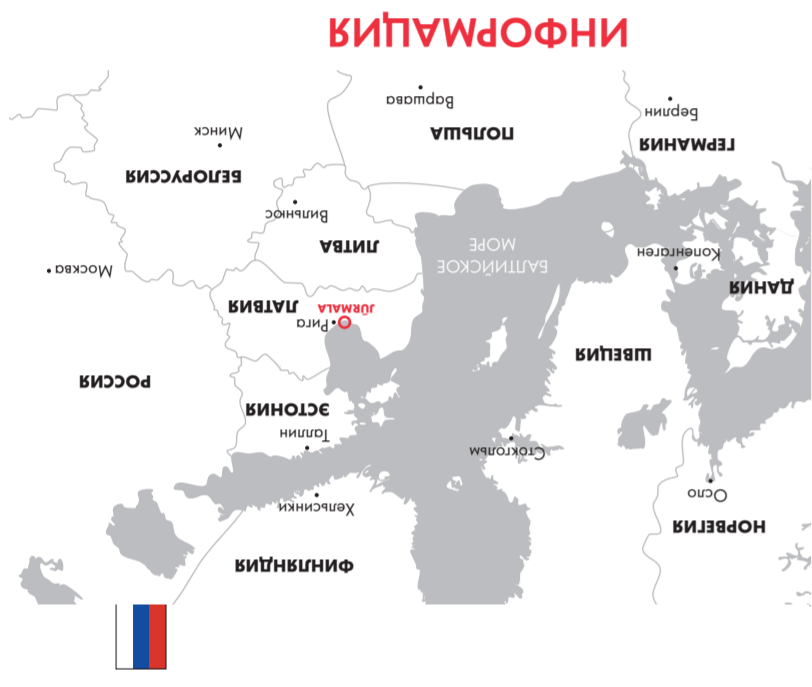 НОРВЕГИЯ
Осло
ФИНЛЯНДИЯ
Хельсинки
Стокгольм
Таллин
ЭСТОНИЯ
РОССИЯ
ШВЕЦИЯ
Рига
JŪRMALA
ЛАТВИЯ
ДАНИЯ
Копенгаген
Москва
БАЛТИЙСКОЕ
МОРЕ
ЛИТВА
Вильнюс
БЕЛОРУССИЯ
Минск
ГЕРМАНИЯ
Берлин
ПОЛЬША
Варшава
ИНФОРМАЦИЯ